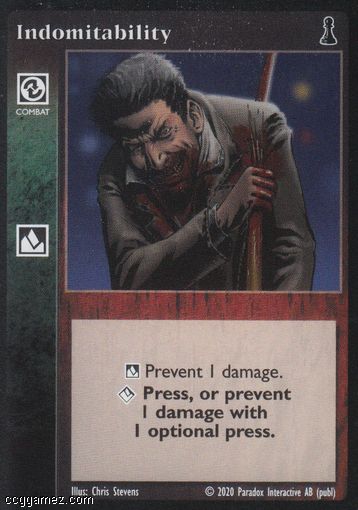 Indomitability
COMBAT
Prevent 1 damage.
Press, or prevent
1 damage with
1 optional press.
Illus: Chris Stevens © 2020 Paradox Interactive AB (publ)
ccggamez.com